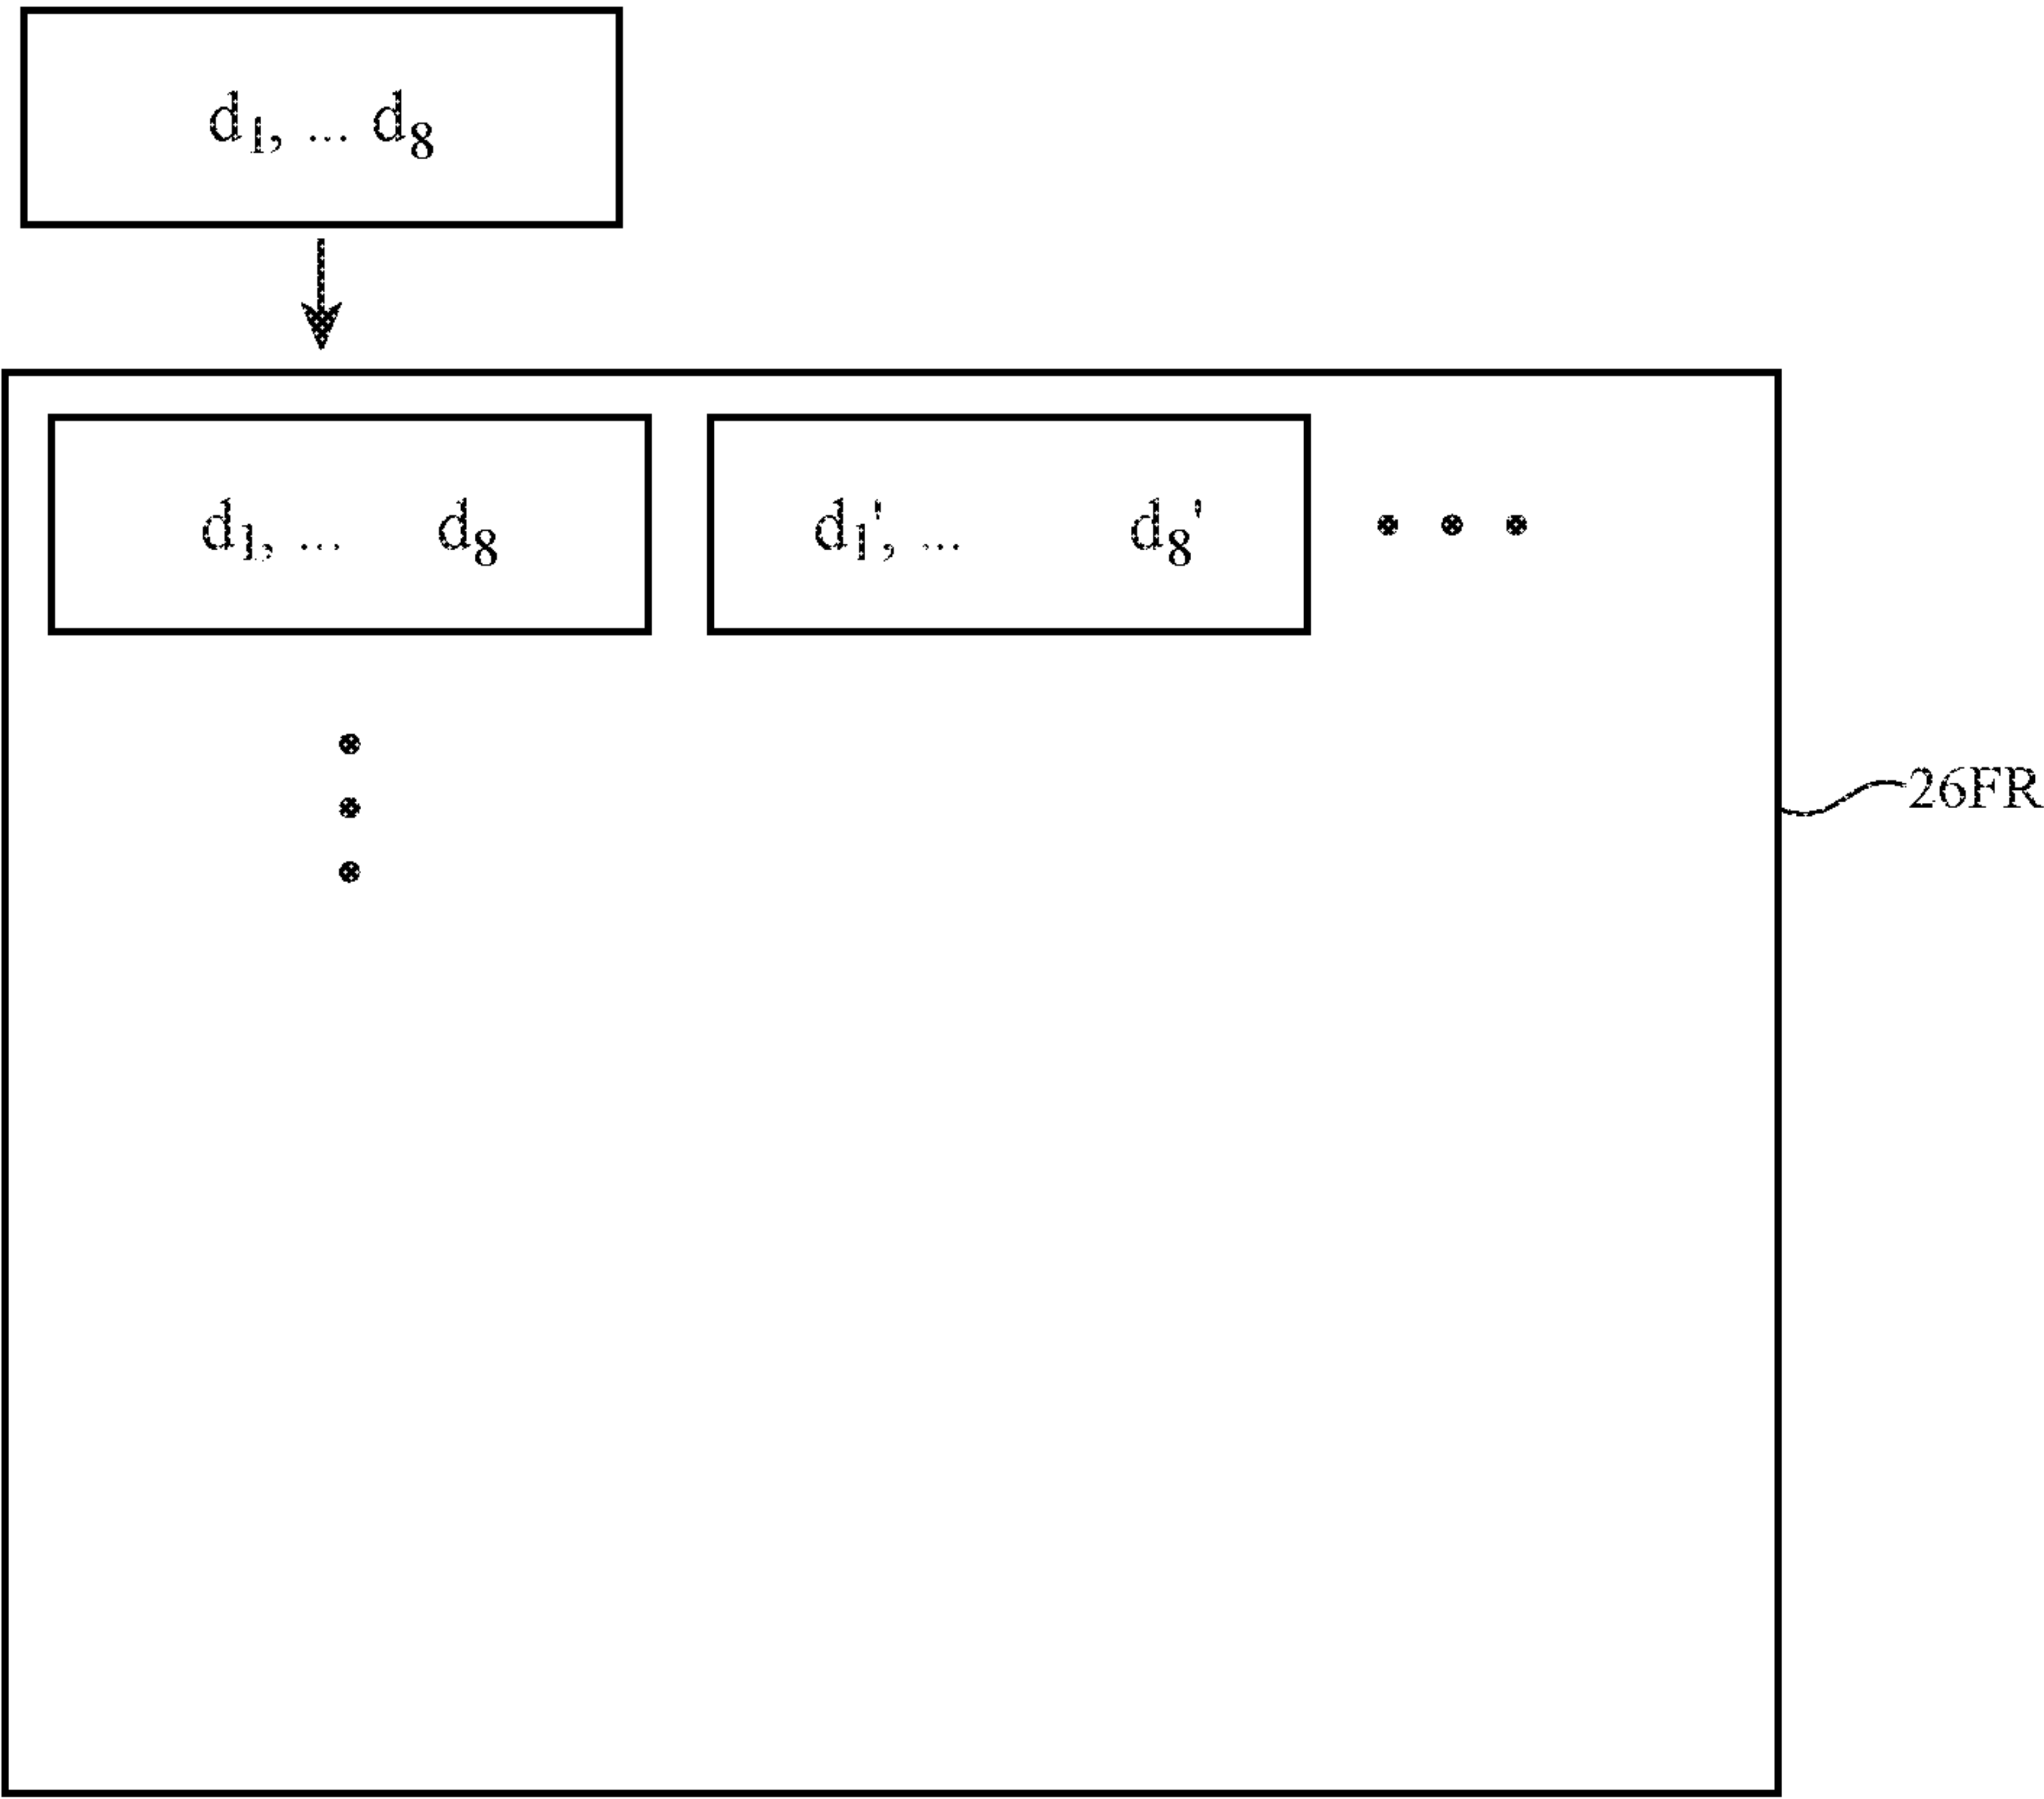 d₁, ... d₈
d₁, ... d₈
d₁', ... d₈'
26FR